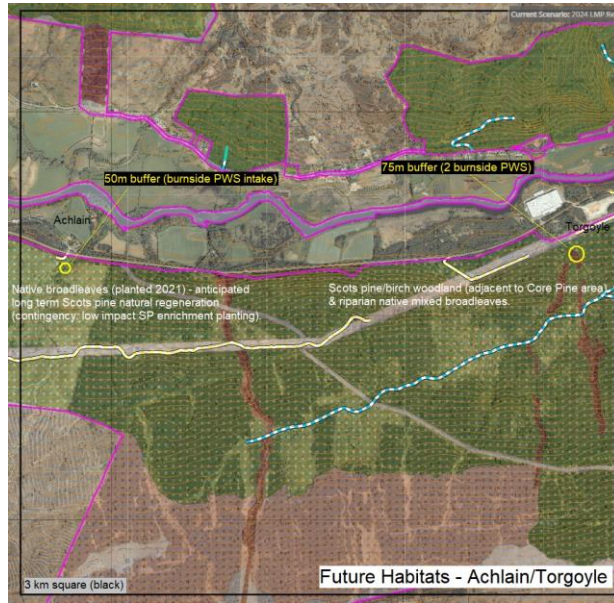 Current Scenario: 2024 LMP Re
50m buffer (burnside PWS intake)
75m buffer (2 burnside PWS)
Achlain
Torgoyle
Native broadleaves (planted 2021) - anticipated
long term Scots pine natural regeneration
(contingency: low impact SP enrichment planting).
Scots pine/birch woodland (adjacent to Core Pine area)
& riparian native mixed broadleaves.
3 km square (black)
Future Habitats - Achlain/Torgoyle